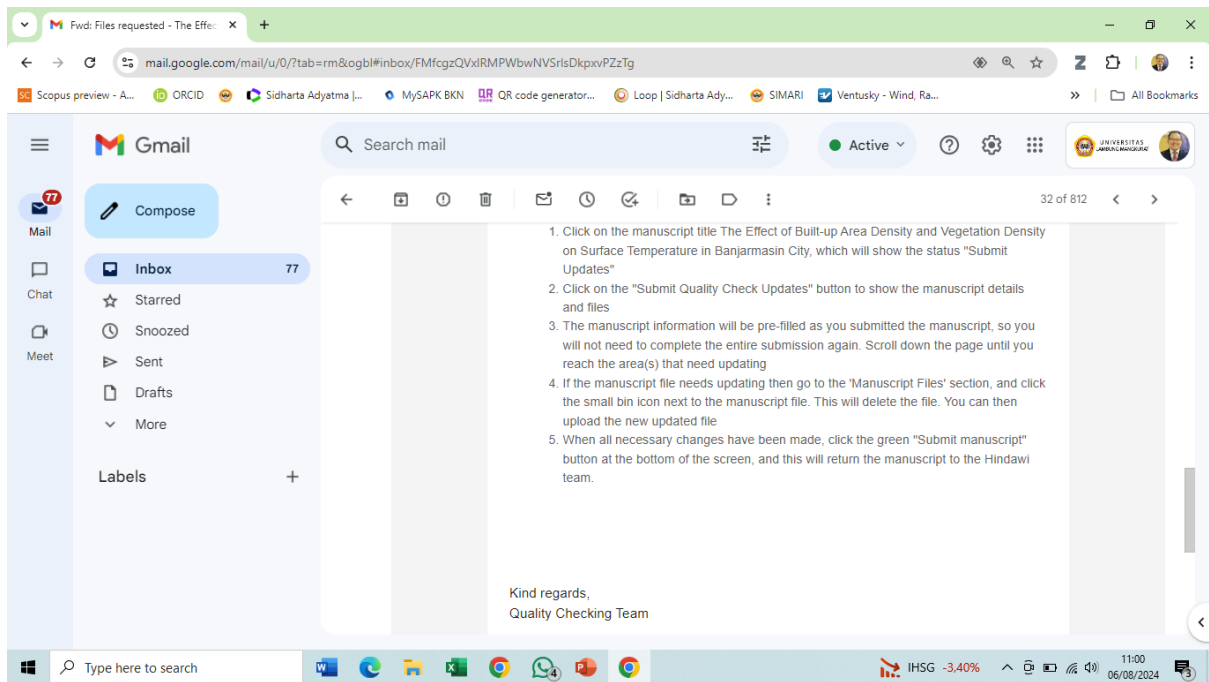 Fwd: Files requested - The Effec
mail.google.com/mail/u/0/?tab=rm&ogbl#inbox/FMfcgzQVxlRMPWbwNVSrlsDkpxvPZzTg
Scopus preview - A...
ORCID
Sidharta Adyatma |...
MySAPK BKN
QR code generator...
Loop | Sidharta Ady...
SIMARI
Ventusky - Wind, Ra...
All Bookmarks
Gmail
Search mail
Active
UNIVERSITAS
LAMBUNG MANGKURAT
77
Mail
Chat
Meet
Compose
Inbox 77
Starred
Snoozed
Sent
Drafts
More
Labels
32 of 812
1. Click on the manuscript title The Effect of Built-up Area Density and Vegetation Density
on Surface Temperature in Banjarmasin City, which will show the status "Submit
Updates"
2. Click on the "Submit Quality Check Updates" button to show the manuscript details
and files
3. The manuscript information will be pre-filled as you submitted the manuscript, so you
will not need to complete the entire submission again. Scroll down the page until you
reach the area(s) that need updating
4. If the manuscript file needs updating then go to the 'Manuscript Files' section, and click
the small bin icon next to the manuscript file. This will delete the file. You can then
upload the new updated file
5. When all necessary changes have been made, click the green "Submit manuscript"
button at the bottom of the screen, and this will return the manuscript to the Hindawi
team.
Kind regards,
Quality Checking Team
Type here to search
4
IHSG -3,40%
11:00
06/08/2024
3